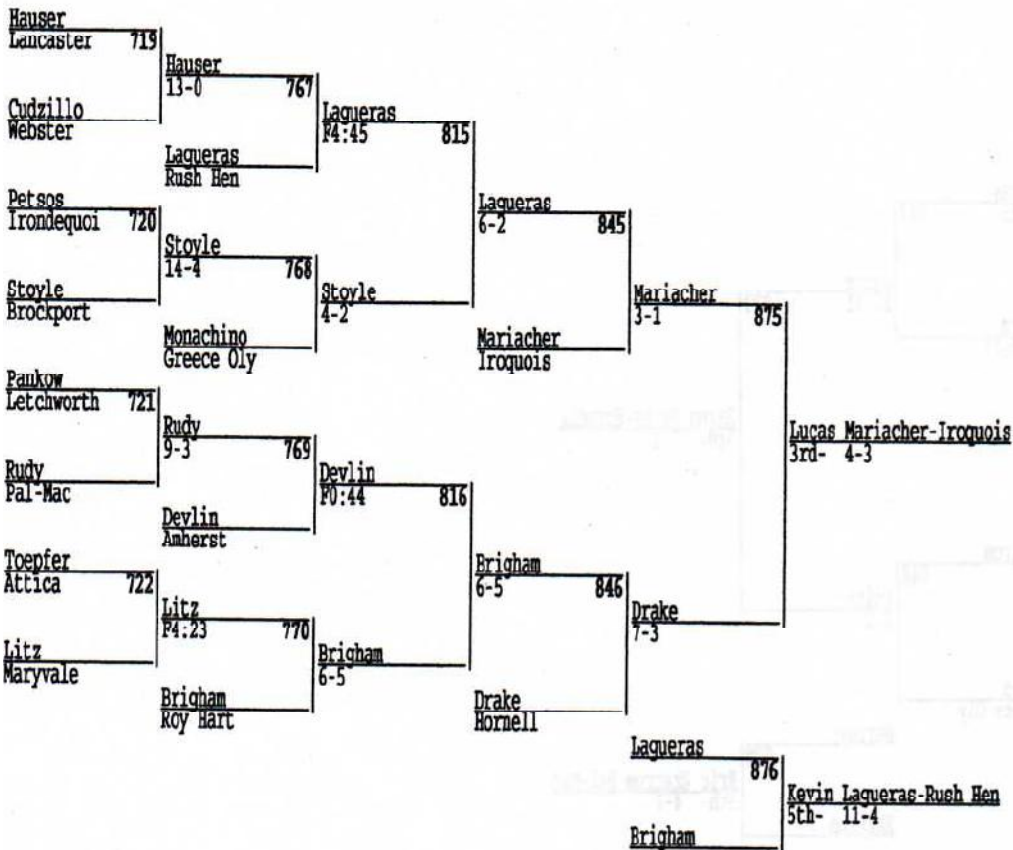 Hauser
Lancaster 719
Hauser
13-0 767
Cudzillo
Webster
Laqueras
F4:45 815
Laqueras
Rush Hen
Petsos
Irondequoi 720
Laqueras
6-2 845
Stoyle
14-4 768
Stoyle
Brockport
Stoyle
4-2
Mariacher
3-1 875
Monachino
Greece Oly
Mariacher
Iroquois
Pankow
Letchworth 721
Rudy
9-3 769
Lucas Mariacher-Iroquois
3rd- 4-3
Rudy
Pal-Mac
Devlin
F0:44 816
Devlin
Amherst
Toepfer
Attica 722
Brigham
6-5 846
Litz
F4:23 770
Drake
7-3
Litz
Maryvale
Brigham
6-5
Brigham
Roy Hart
Drake
Hornell
Laqueras
876
Kevin Laqueras-Rush Hen
5th- 11-4
Brigham